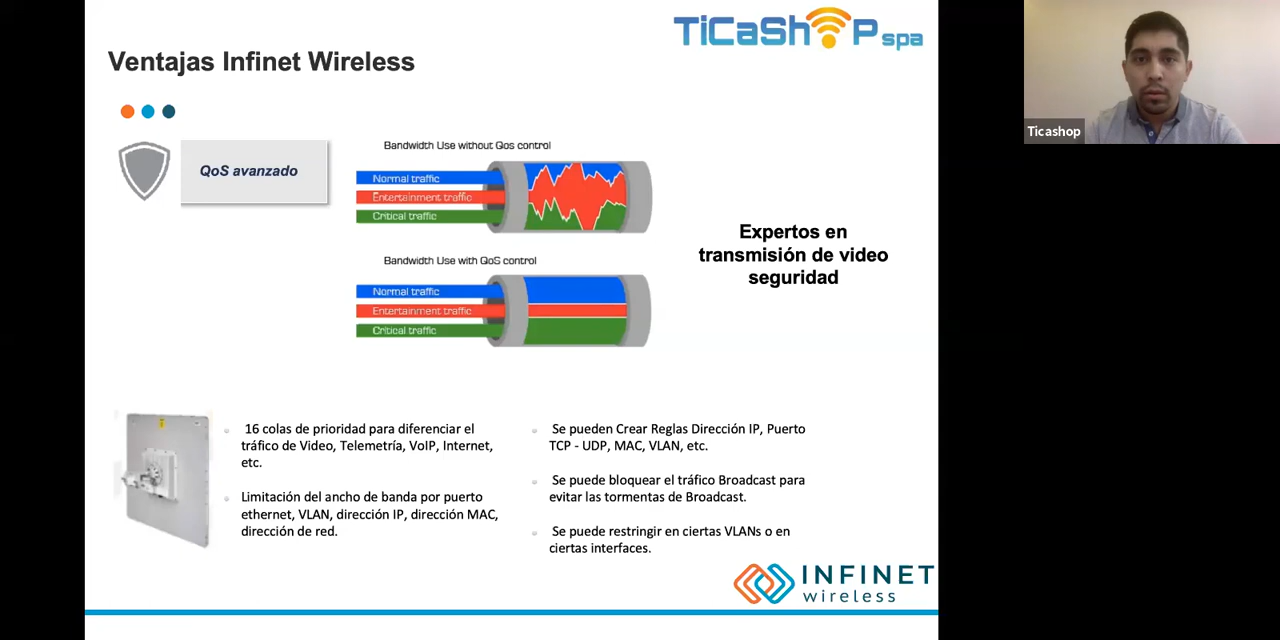 TiCaShoP spa
Ventajas Infinet Wireless
Ticashop
QoS avanzado
Bandwidth Use without Qos control
Normal traffic
Entertainment traffic
Critical traffic
Bandwidth Use with QoS control
Normal traffic
Entertainment traffic
Critical traffic
Expertos en
transmisión de video
seguridad
16 colas de prioridad para diferenciar el
tráfico de Video, Telemetría, VoIP, Internet,
etc.
Limitación del ancho de banda por puerto
ethernet, VLAN, dirección IP, dirección MAC,
dirección de red.
Se pueden Crear Reglas Dirección IP, Puerto
TCP - UDP, MAC, VLAN, etc.
Se puede bloquear el tráfico Broadcast para
evitar las tormentas de Broadcast.
Se puede restringir en ciertas VLANs o en
ciertas interfaces.
INFINET
wireless